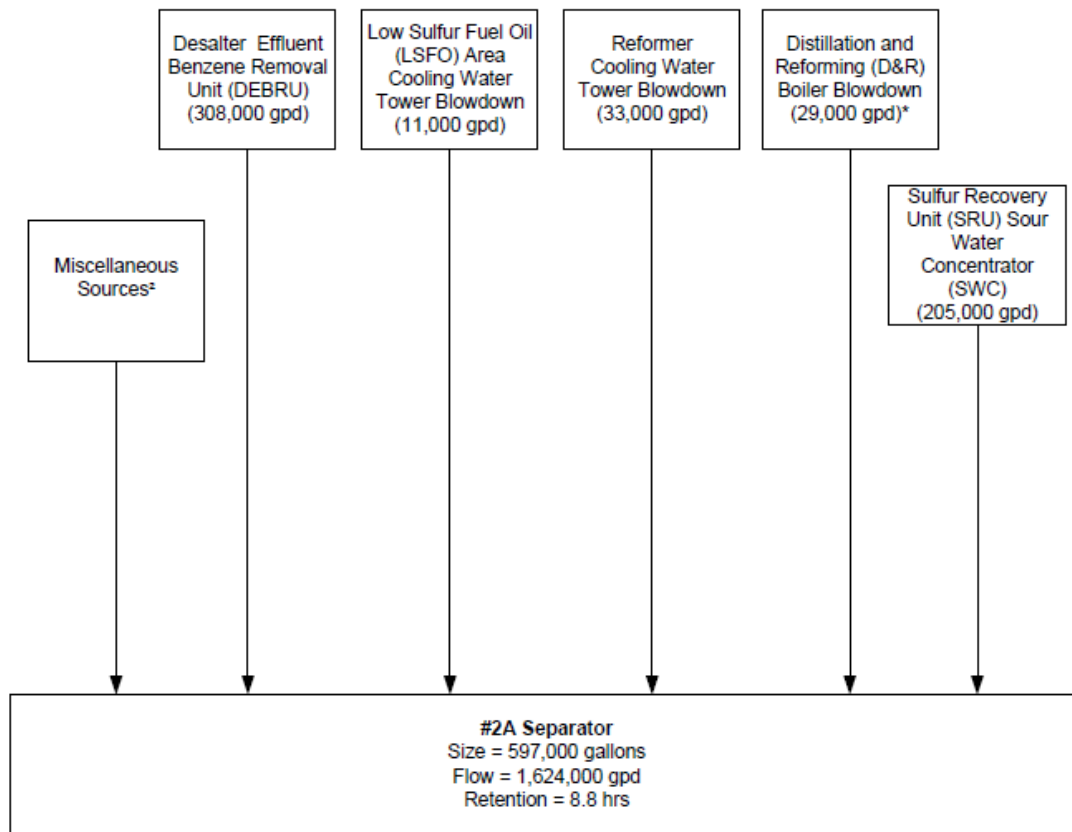 Desalter Effluent
Benzene Removal
Unit (DEBRU)
(308,000 gpd)
Low Sulfur Fuel Oil
(LSFO) Area
Cooling Water
Tower Blowdown
(11,000 gpd)
Reformer
Cooling Water
Tower Blowdown
(33,000 gpd)
Distillation and
Reforming (D&R)
Boiler Blowdown
(29,000 gpd)*
Miscellaneous
Sources²
Sulfur Recovery
Unit (SRU) Sour
Water
Concentrator
(SWC)
(205,000 gpd)
#2A Separator
Size = 597,000 gallons
Flow = 1,624,000 gpd
Retention = 8.8 hrs